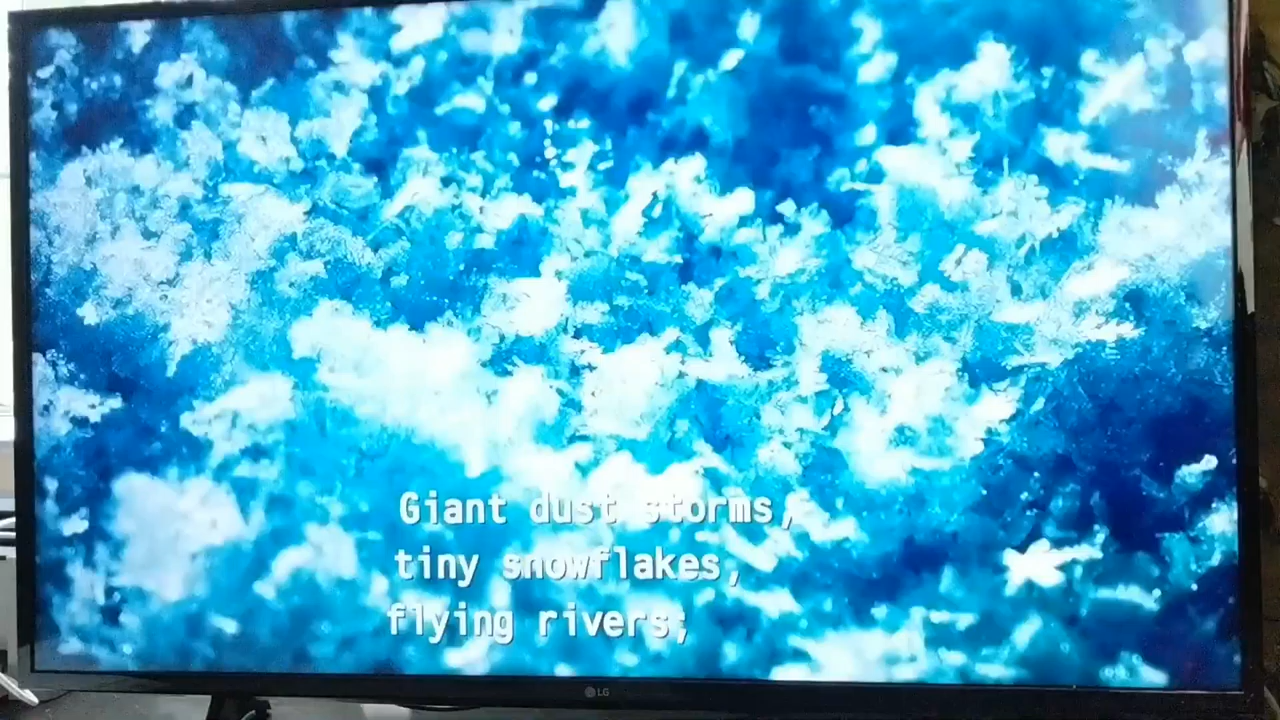 Giant dust storms,
tiny snowflakes,
flying rivers;
LG